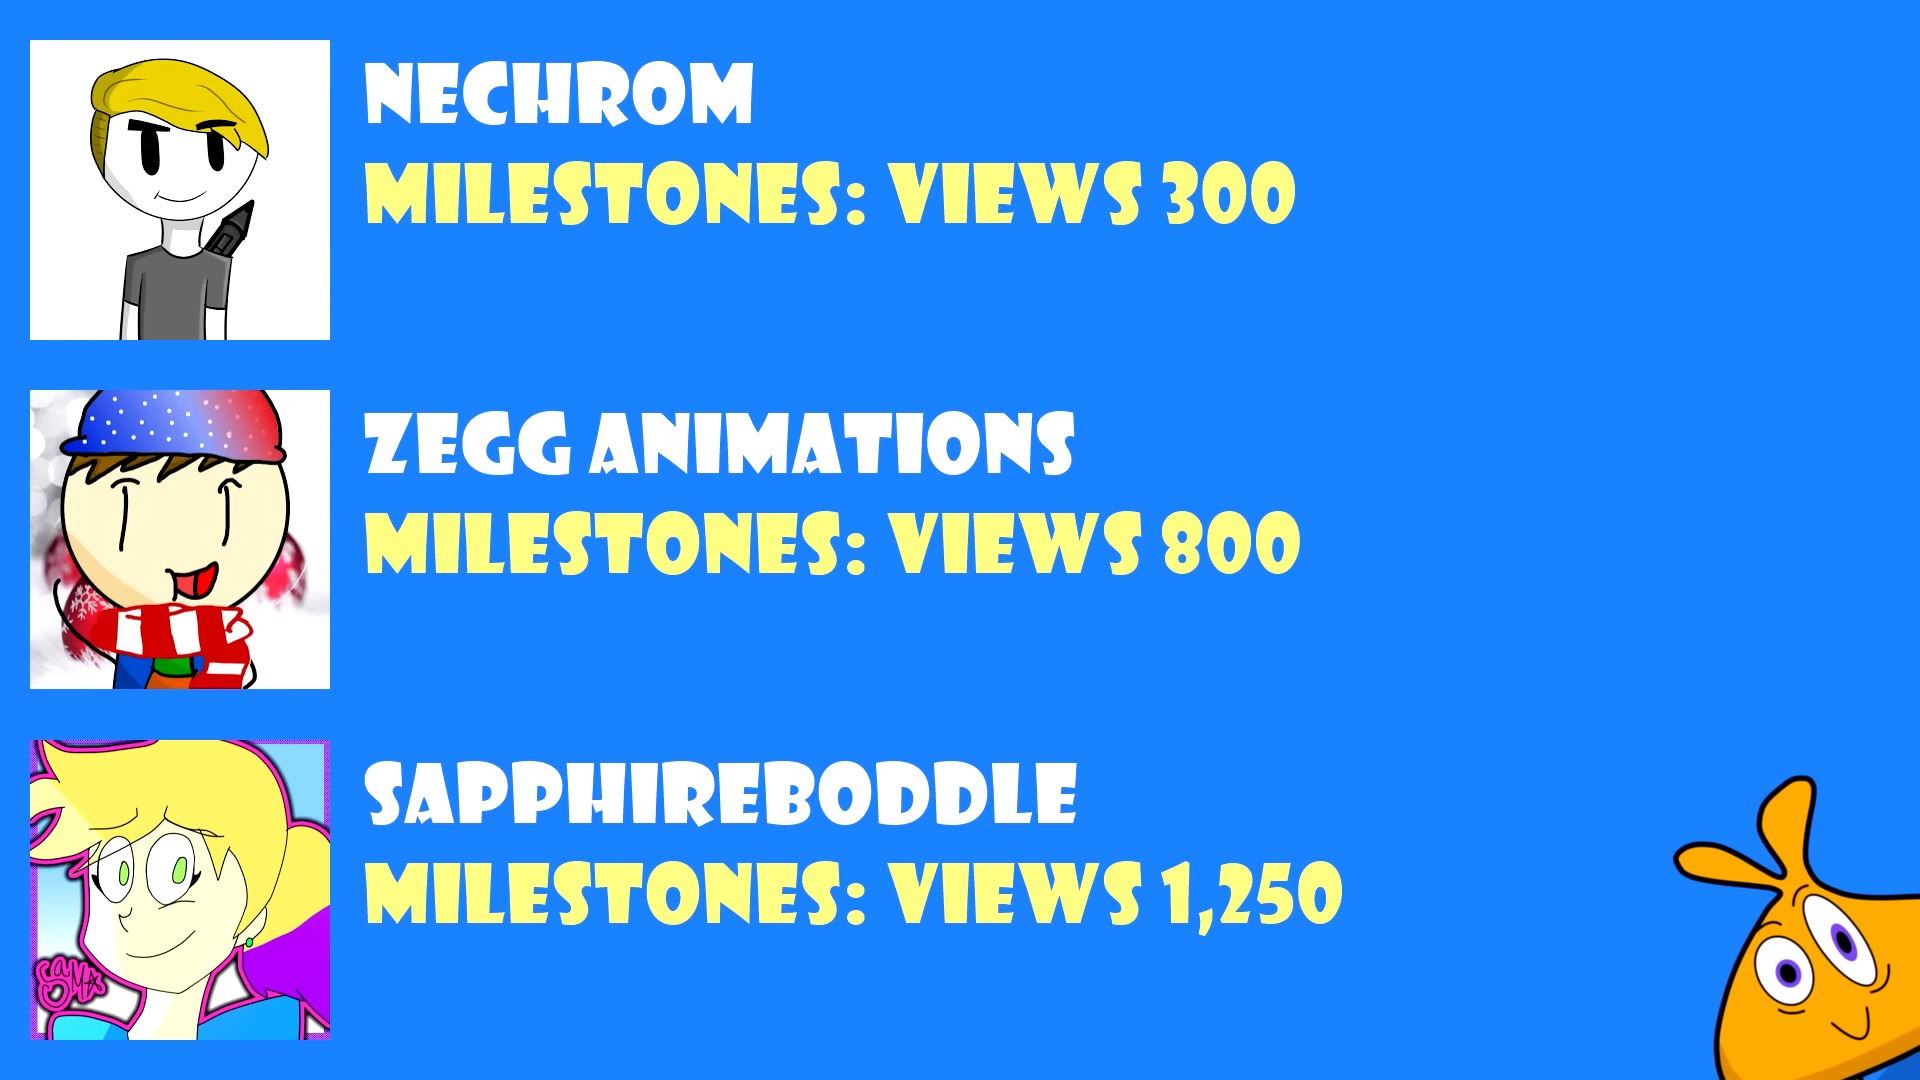 NECHROM
MILESTONES: VIEWS 300
ZEGG ANIMATIONS
MILESTONES: VIEWS 800
SAPPHIREBODDLE
MILESTONES: VIEWS 1,250